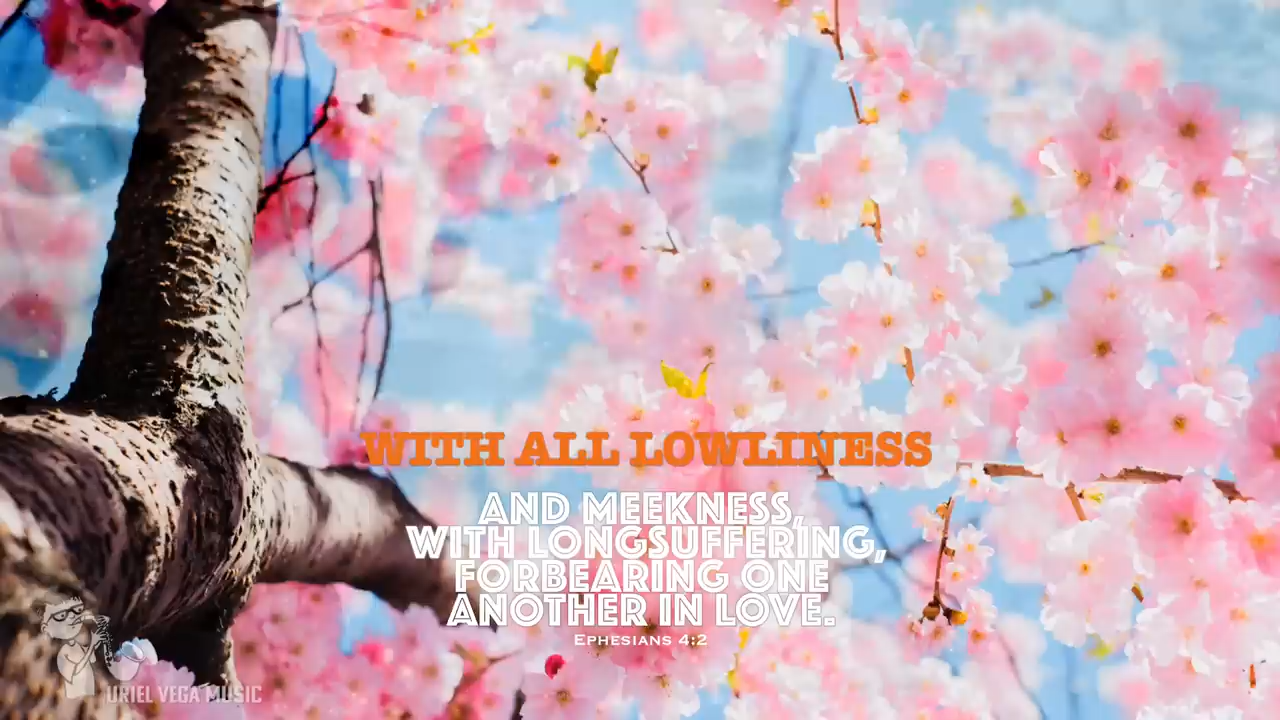 WITH ALL LOWLINESS
AND MEEKNESS,
WITH LONGSUFFERING,
FORBEARING ONE
ANOTHER IN LOVE.
EPHESIANS 4:2
URIEL VEGA MUSIC